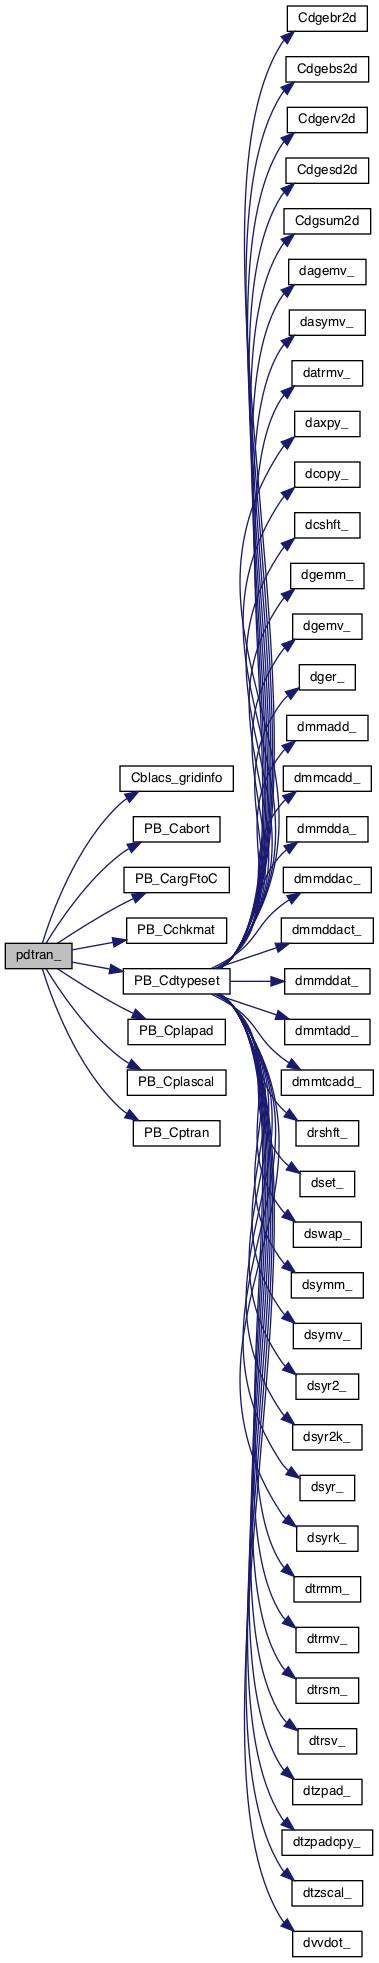 Cdgebr2d
Cdgebs2d
Cdgerv2d
Cdgesd2d
Cdgsum2d
dagemv_
dasymv_
datrmv_
daxpy_
dcopy_
dcshft_
dgemm_
dgemv_
dger_
dmmadd_
Cblacs_gridinfo
dmmcadd_
PB_Cabort
dmmdda_
PB_CargFtoC
dmmddac_
PB_Cchkmat
dmmddact_
pdtran_
PB_Cdtypeset
dmmddat_
PB_Cplapad
dmmtadd_
PB_Cplascal
dmmtcadd_
PB_Cptran
drshft_
dset_
dswap_
dsymm_
dsymv_
dsyr2_
dsyr2k_
dsyr_
dsyrk_
dtrmm_
dtrmv_
dtrsm_
dtrsv_
dtzpad_
dtzpadcpy_
dtzscal_
dvvdot_